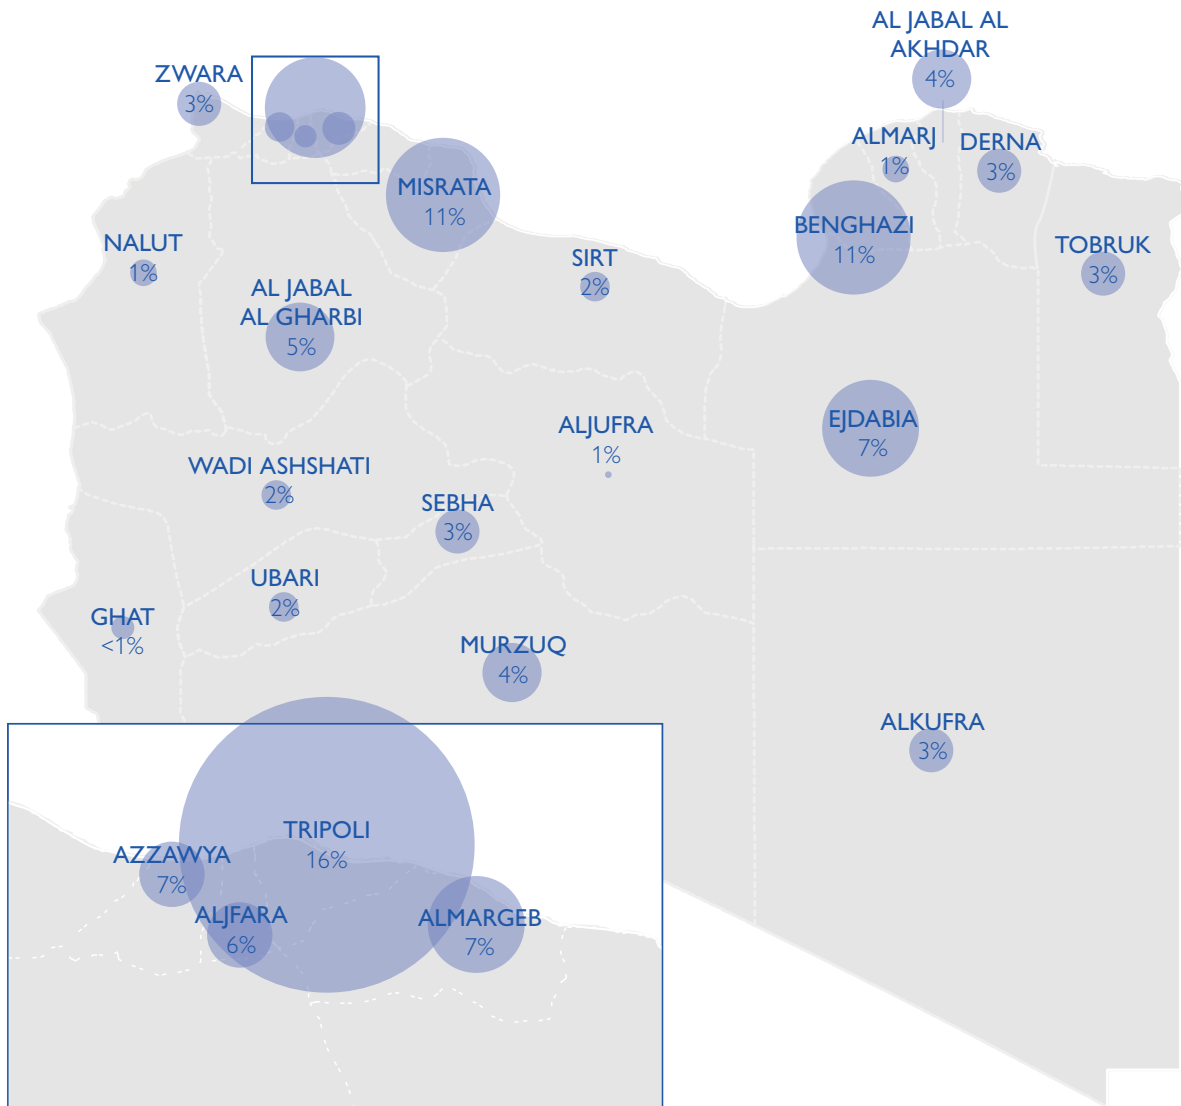 AL JABAL AL
AKHDAR
4%
ZWARA
3%
ALMARJ
1%
DERNA
3%
MISRATA
11%
BENGHAZI
11%
NALUT
1%
SIRT
2%
TOBRUK
3%
AL JABAL
AL GHARBI
5%
EJDABIA
7%
ALJUFRA
1%
WADI ASHSHATI
2%
SEBHA
3%
UBARI
2%
GHAT
<1%
MURZUQ
4%
ALKUFRA
3%
TRIPOLI
16%
AZZAWYA
7%
ALJFARA
6%
ALMARGEB
7%